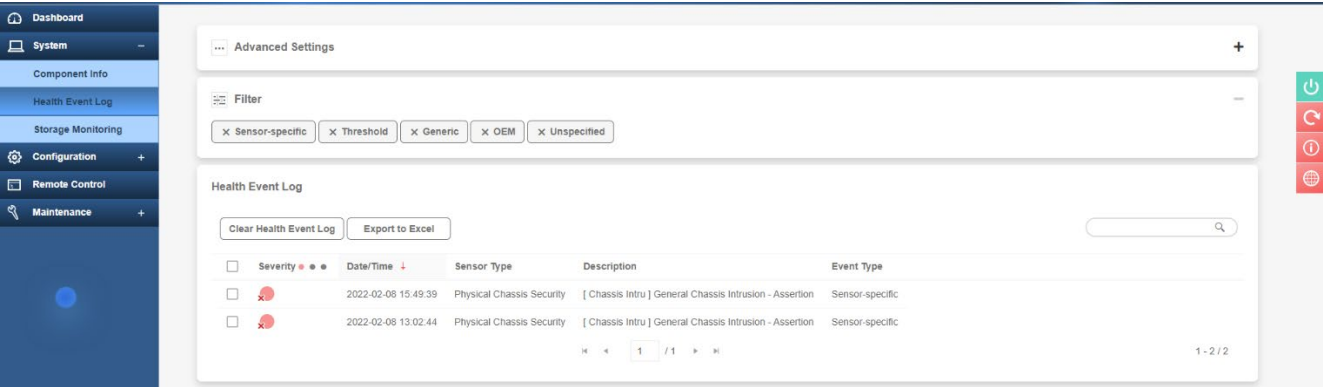 Dashboard
System −
Component Info
Health Event Log
Storage Monitoring
Configuration +
Remote Control
Maintenance +
... Advanced Settings +
Filter −
× Sensor-specific × Threshold × Generic × OEM × Unspecified
Health Event Log
Clear Health Event Log Export to Excel
Severity Date/Time ↓ Sensor Type Description Event Type
2022-02-08 15:49:39 Physical Chassis Security [ Chassis Intru ] General Chassis Intrusion - Assertion Sensor-specific
2022-02-08 13:02:44 Physical Chassis Security [ Chassis Intru ] General Chassis Intrusion - Assertion Sensor-specific
1 / 1 1 - 2 / 2